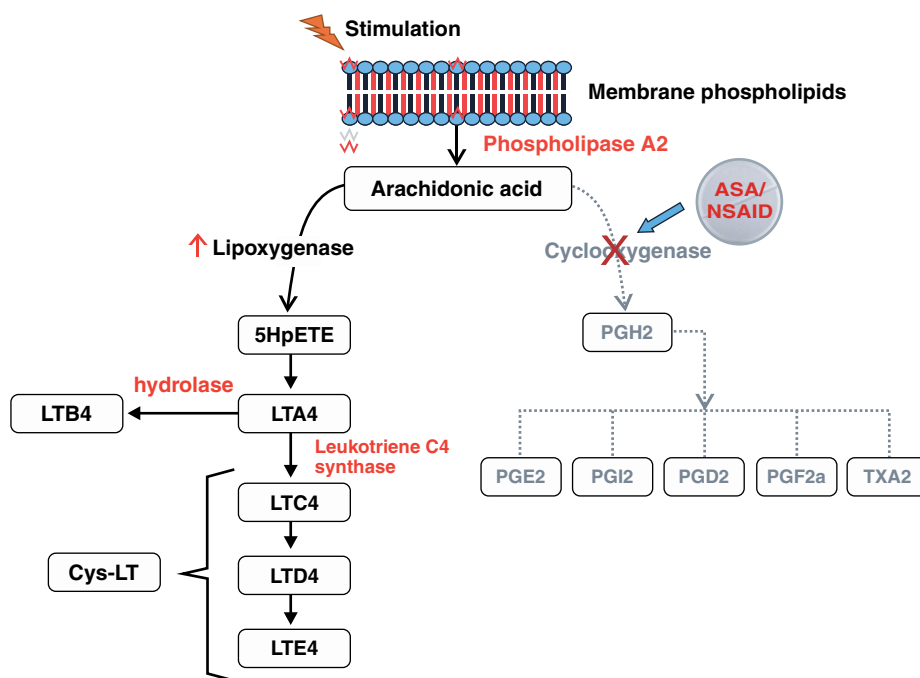 Stimulation
Membrane phospholipids
Phospholipase A2
Arachidonic acid
ASA/
NSAID
↑ Lipoxygenase
Cyclooxygenase
5HpETE
PGH2
hydrolase
LTB4
LTA4
Leukotriene C4
synthase
PGE2
PGI2
PGD2
PGF2a
TXA2
LTC4
Cys-LT
LTD4
LTE4